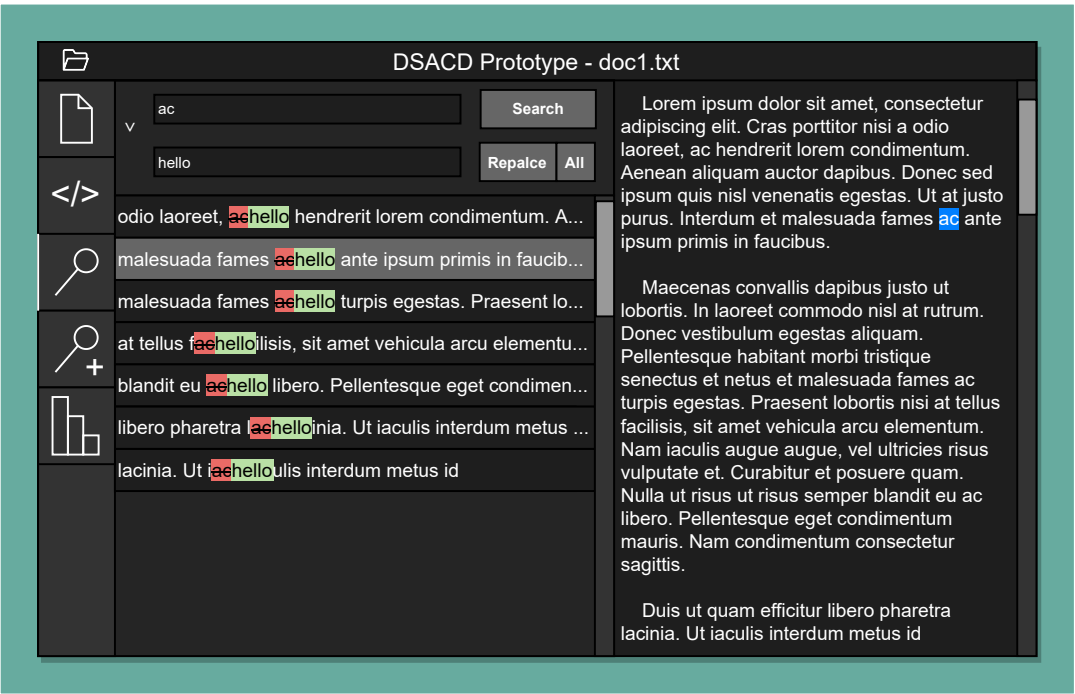 DSACD Prototype - doc1.txt
</>
v
ac
Search
hello
Repalce
All
odio laoreet, achello hendrerit lorem condimentum. A...
malesuada fames achello ante ipsum primis in faucib...
malesuada fames achello turpis egestas. Praesent lo...
at tellus fachelloilisis, sit amet vehicula arcu elementu...
blandit eu achello libero. Pellentesque eget condimen...
libero pharetra lachelloinia. Ut iaculis interdum metus ...
lacinia. Ut iachelloulis interdum metus id
Lorem ipsum dolor sit amet, consectetur
adipiscing elit. Cras porttitor nisi a odio
laoreet, ac hendrerit lorem condimentum.
Aenean aliquam auctor dapibus. Donec sed
ipsum quis nisl venenatis egestas. Ut at justo
purus. Interdum et malesuada fames ac ante
ipsum primis in faucibus.
Maecenas convallis dapibus justo ut
lobortis. In laoreet commodo nisl at rutrum.
Donec vestibulum egestas aliquam.
Pellentesque habitant morbi tristique
senectus et netus et malesuada fames ac
turpis egestas. Praesent lobortis nisi at tellus
facilisis, sit amet vehicula arcu elementum.
Nam iaculis augue augue, vel ultricies risus
vulputate et. Curabitur et posuere quam.
Nulla ut risus ut risus semper blandit eu ac
libero. Pellentesque eget condimentum
mauris. Nam condimentum consectetur
sagittis.
Duis ut quam efficitur libero pharetra
lacinia. Ut iaculis interdum metus id